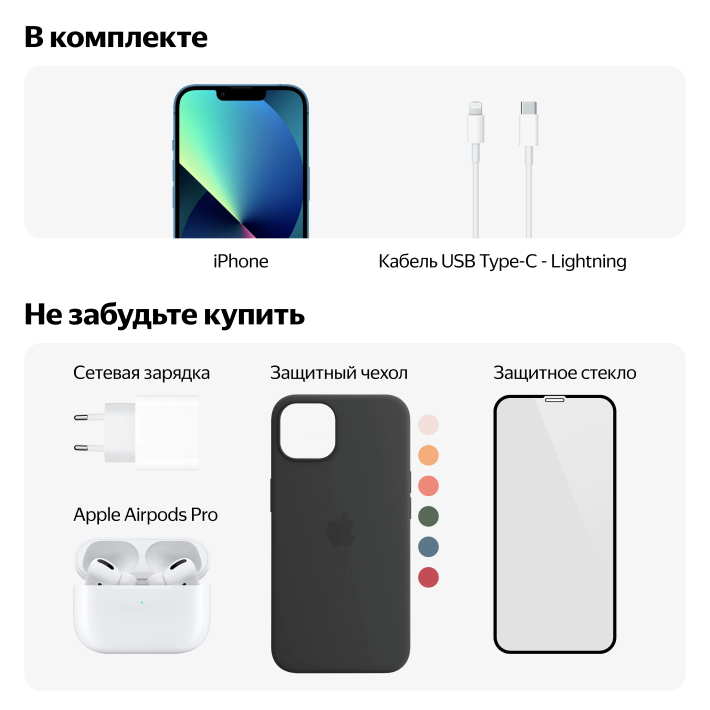 В комплекте
iPhone
Кабель USB Type-C - Lightning
Не забудьте купить
Сетевая зарядка
Защитный чехол
Защитное стекло
Apple Airpods Pro